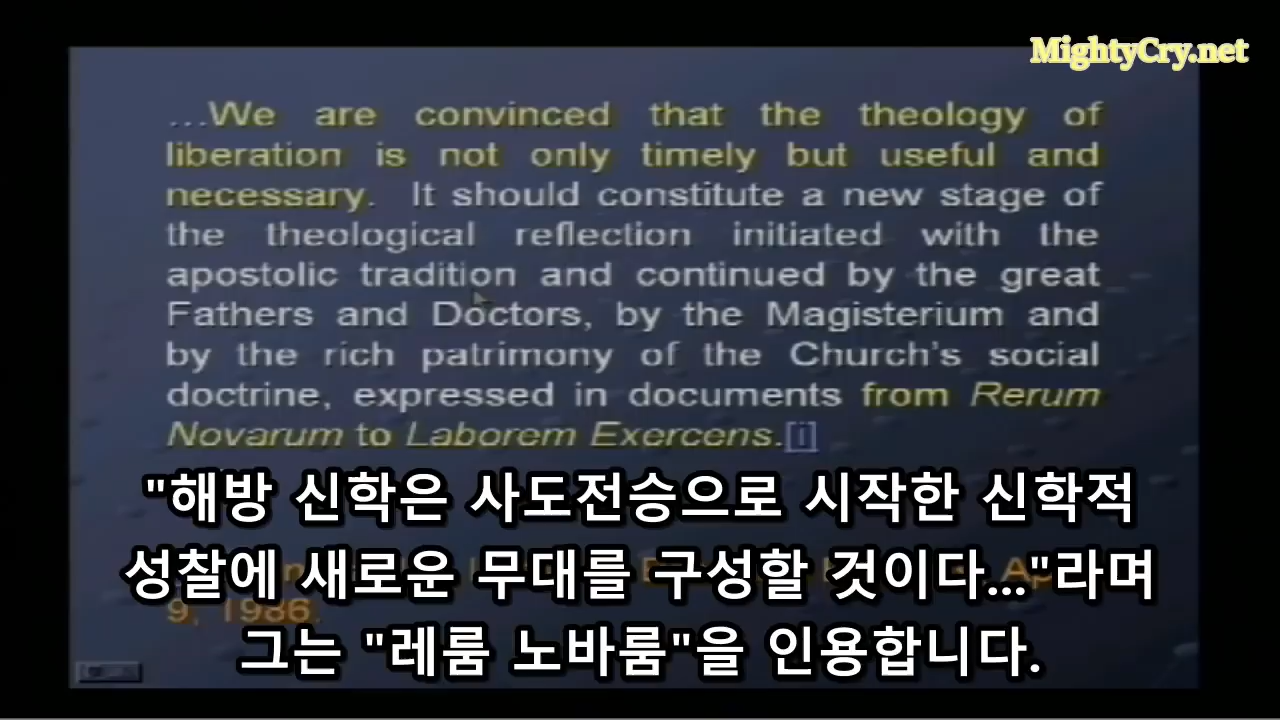 MightyCry.net
...We are convinced that the theology of
liberation is not only timely but useful and
necessary. It should constitute a new stage of
the theological reflection initiated with the
apostolic tradition and continued by the great
Fathers and Doctors, by the Magisterium and
by the rich patrimony of the Church's social
doctrine, expressed in documents from Rerum
Novarum to Laborem Exercens.[i]
"해방 신학은 사도전승으로 시작한 신학적
성찰에 새로운 무대를 구성할 것이다..."라며
9, 1986.
그는 "레룸 노바룸"을 인용합니다.